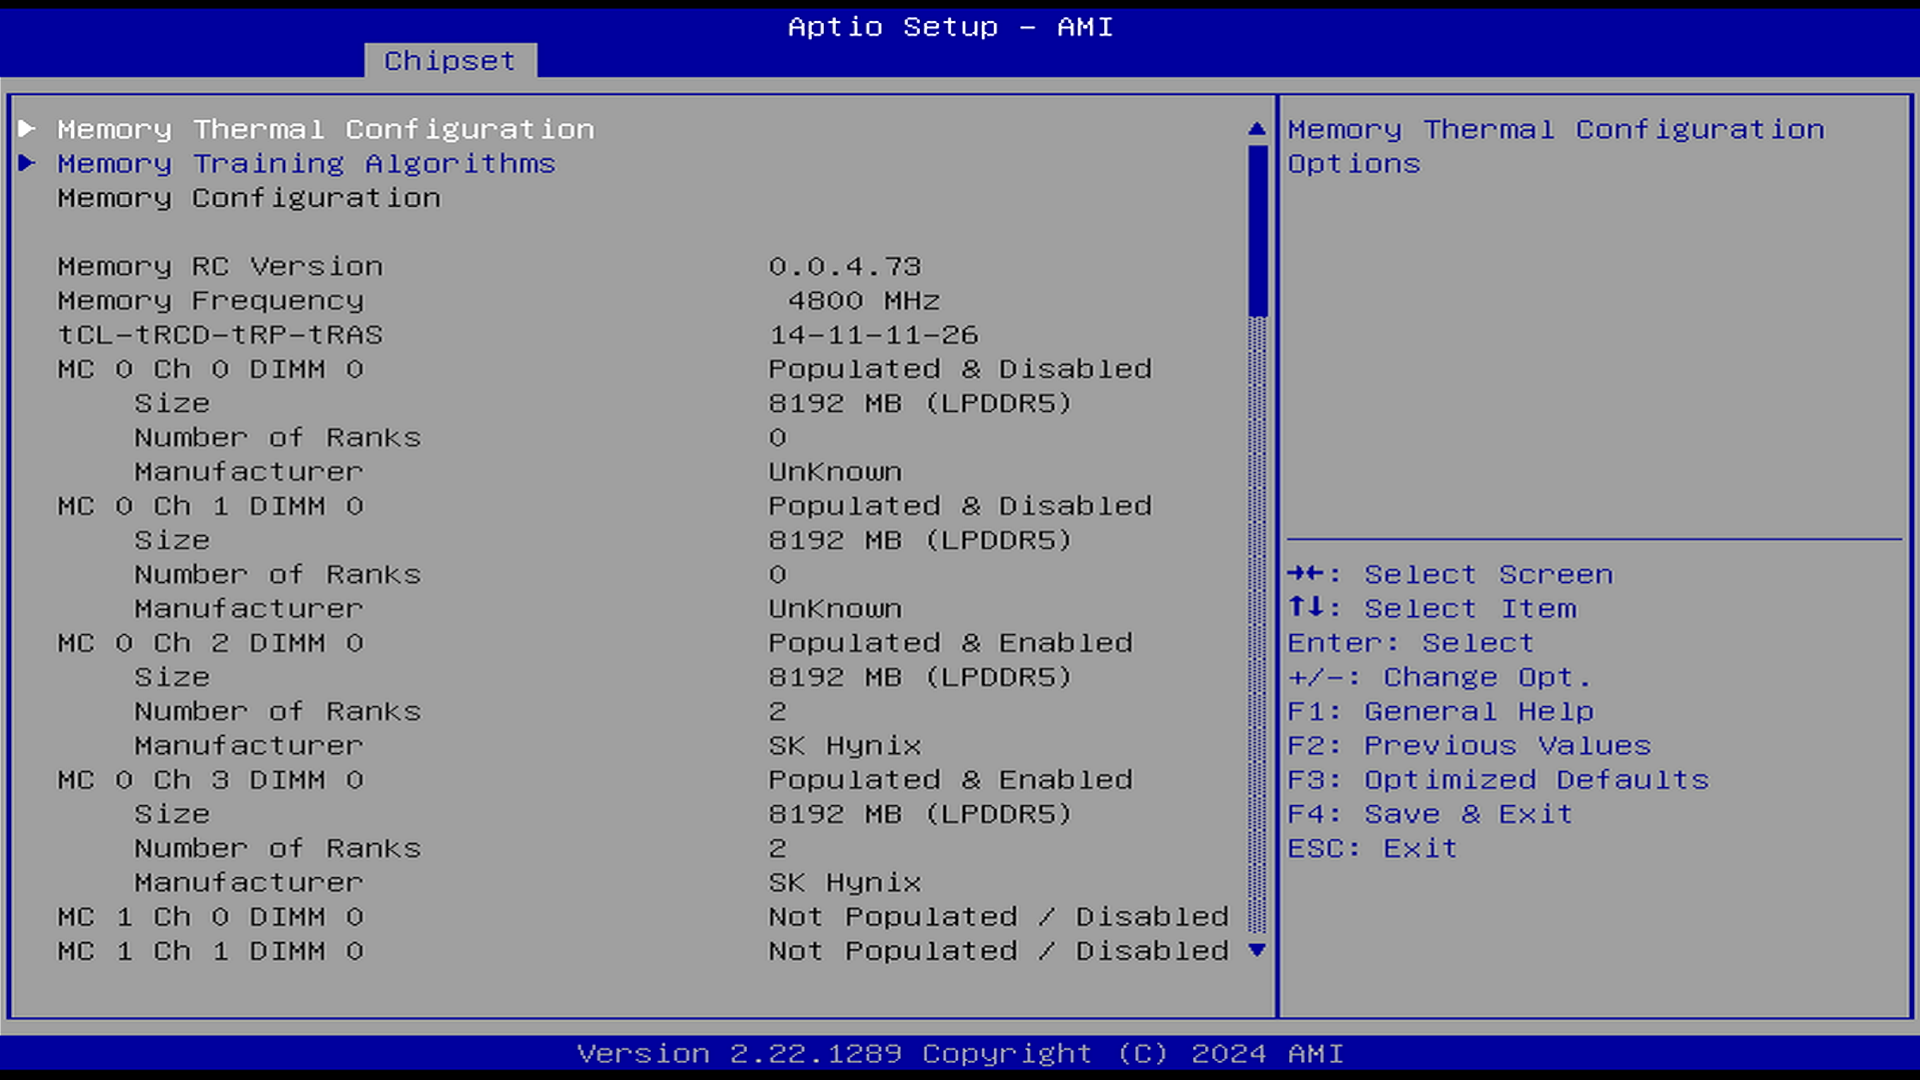 Aptio Setup - AMI
Chipset
Memory Thermal Configuration
Memory Training Algorithms
Memory Configuration
Memory RC Version 0.0.4.73
Memory Frequency 4800 MHz
tCL-tRCD-tRP-tRAS 14-11-11-26
MC 0 Ch 0 DIMM 0 Populated & Disabled
Size 8192 MB (LPDDR5)
Number of Ranks 0
Manufacturer UnKnown
MC 0 Ch 1 DIMM 0 Populated & Disabled
Size 8192 MB (LPDDR5)
Number of Ranks 0
Manufacturer UnKnown
MC 0 Ch 2 DIMM 0 Populated & Enabled
Size 8192 MB (LPDDR5)
Number of Ranks 2
Manufacturer SK Hynix
MC 0 Ch 3 DIMM 0 Populated & Enabled
Size 8192 MB (LPDDR5)
Number of Ranks 2
Manufacturer SK Hynix
MC 1 Ch 0 DIMM 0 Not Populated / Disabled
MC 1 Ch 1 DIMM 0 Not Populated / Disabled
Memory Thermal Configuration
Options
→←: Select Screen
↑↓: Select Item
Enter: Select
+/-: Change Opt.
F1: General Help
F2: Previous Values
F3: Optimized Defaults
F4: Save & Exit
ESC: Exit
Version 2.22.1289 Copyright (C) 2024 AMI